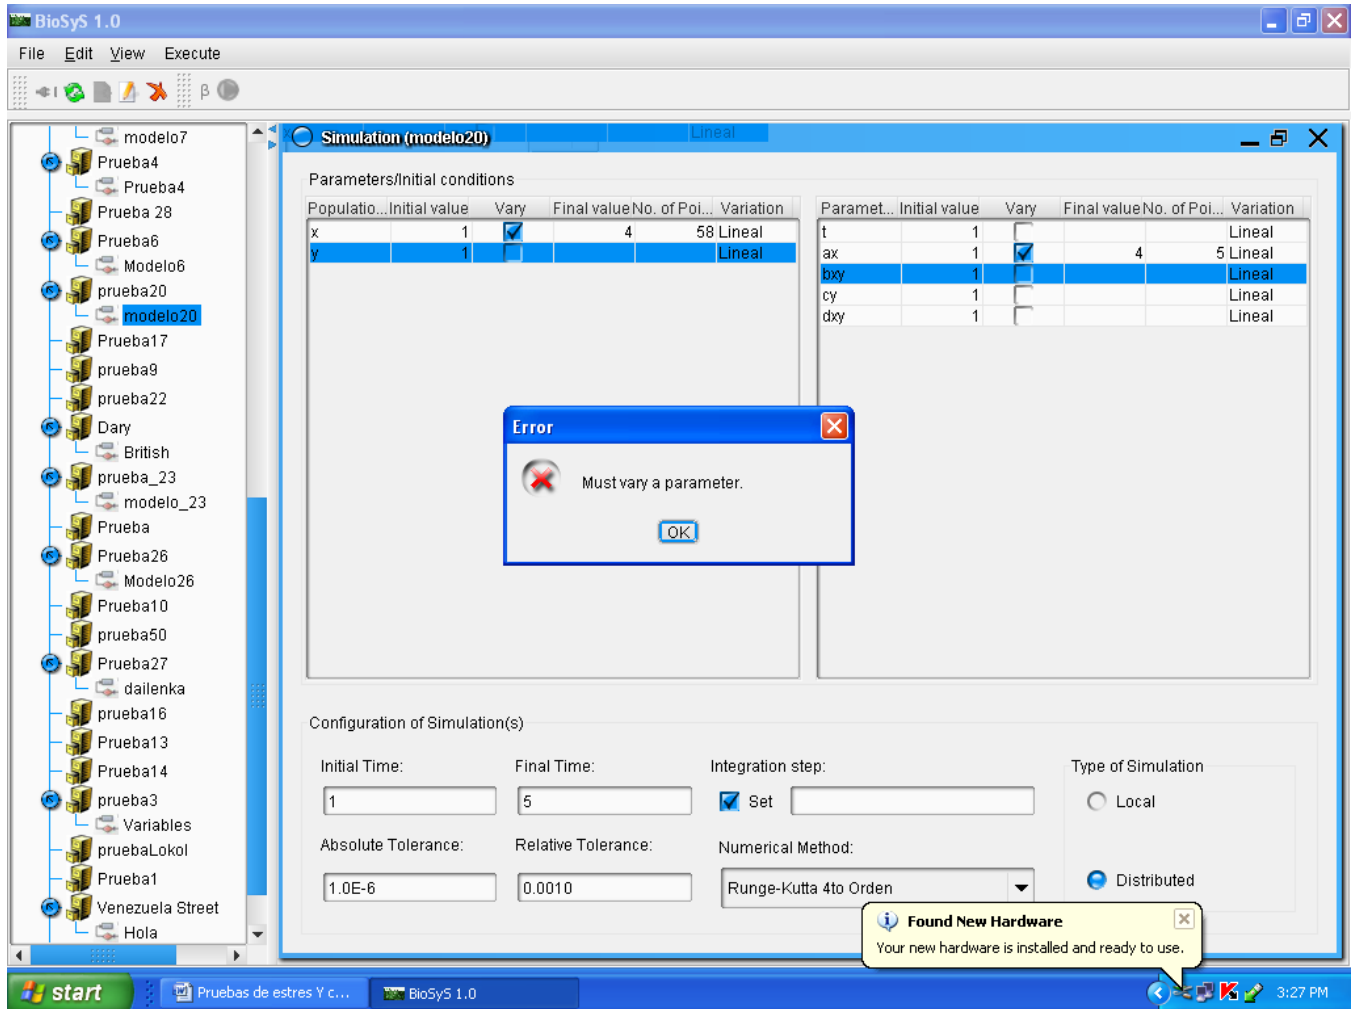 BioSyS 1.0
File Edit View Execute
β
modelo7
Prueba4
Prueba4
Prueba 28
Prueba6
Modelo6
prueba20
modelo20
Prueba17
prueba9
prueba22
Dary
British
prueba_23
modelo_23
Prueba
Prueba26
Modelo26
Prueba10
prueba50
Prueba27
dailenka
prueba16
Prueba13
Prueba14
prueba3
Variables
pruebaLokol
Prueba1
Venezuela Street
Hola
Simulation (modelo20)
Lineal
Parameters/Initial conditions
Populatio... Initial value Vary Final value No. of Poi... Variation
x 1 4 58 Lineal
y 1 Lineal
Paramet... Initial value Vary Final value No. of Poi... Variation
t 1 Lineal
ax 1 4 5 Lineal
bxy 1 Lineal
cy 1 Lineal
dxy 1 Lineal
Error
Must vary a parameter.
OK
Configuration of Simulation(s)
Initial Time: Final Time: Integration step:
1 5 Set
Absolute Tolerance: Relative Tolerance: Numerical Method:
1.0E-6 0.0010 Runge-Kutta 4to Orden
Type of Simulation
Local
Distributed
Found New Hardware
Your new hardware is installed and ready to use.
start Pruebas de estres Y c... BioSyS 1.0 3:27 PM